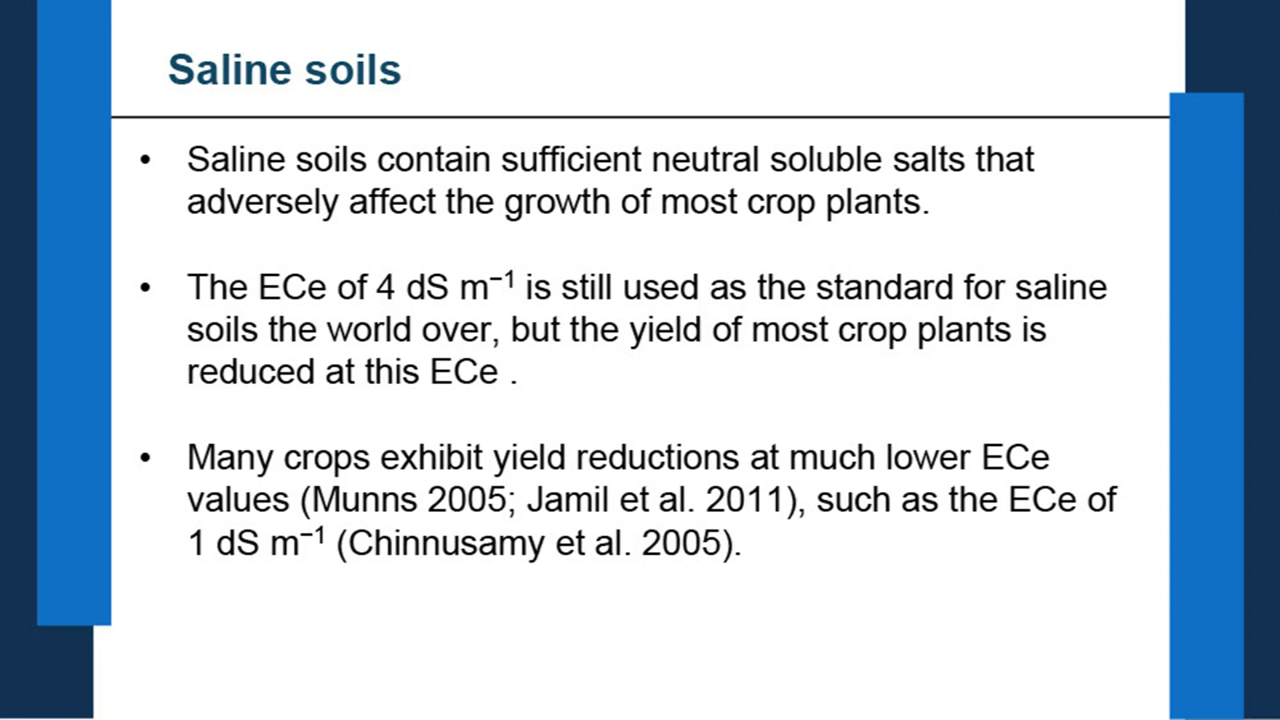 Saline soils
• Saline soils contain sufficient neutral soluble salts that
adversely affect the growth of most crop plants.
• The ECe of 4 dS m⁻¹ is still used as the standard for saline
soils the world over, but the yield of most crop plants is
reduced at this ECe .
• Many crops exhibit yield reductions at much lower ECe
values (Munns 2005; Jamil et al. 2011), such as the ECe of
1 dS m⁻¹ (Chinnusamy et al. 2005).